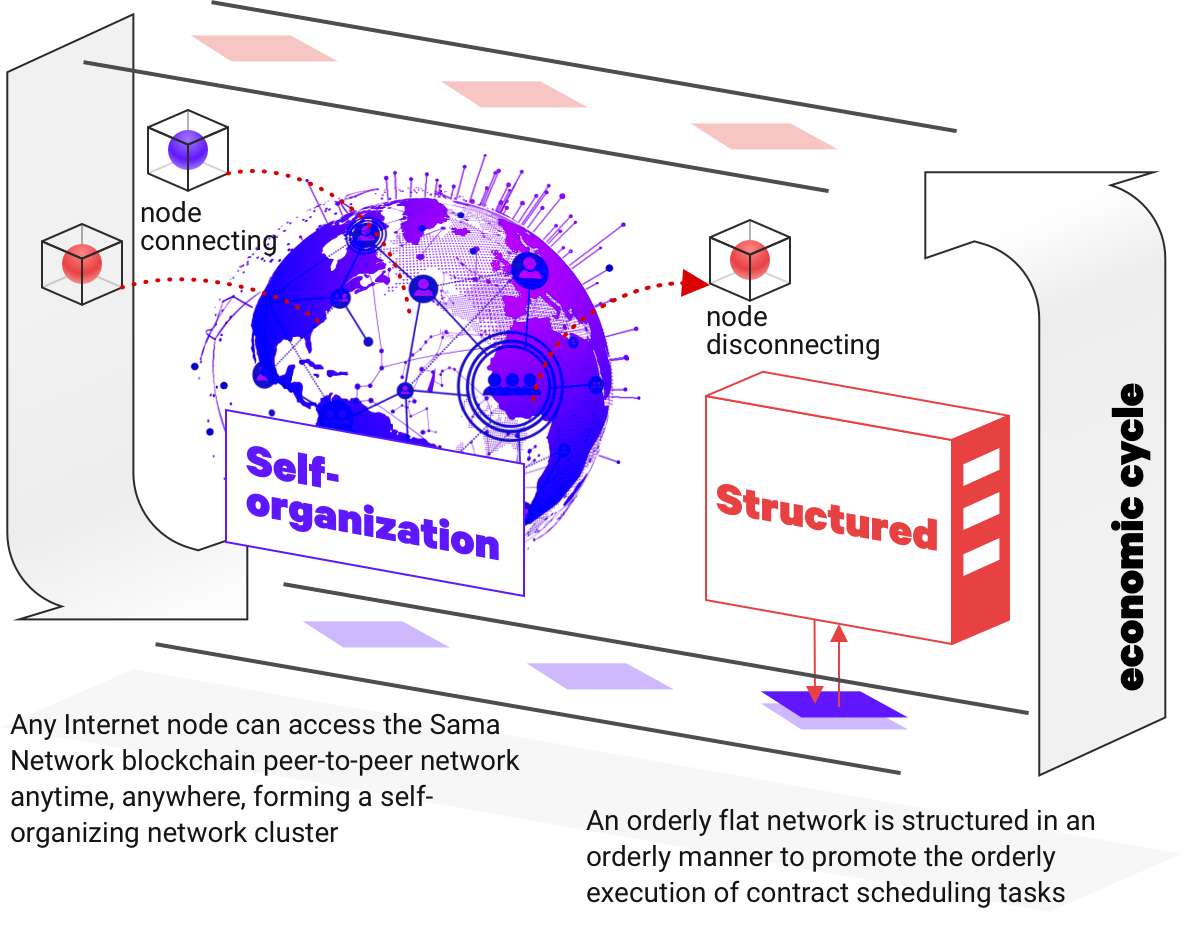 node
connecting
node
disconnecting
Self-
organization
Structured
economic cycle
Any Internet node can access the Sama
Network blockchain peer-to-peer network
anytime, anywhere, forming a self-
organizing network cluster
An orderly flat network is structured in an
orderly manner to promote the orderly
execution of contract scheduling tasks